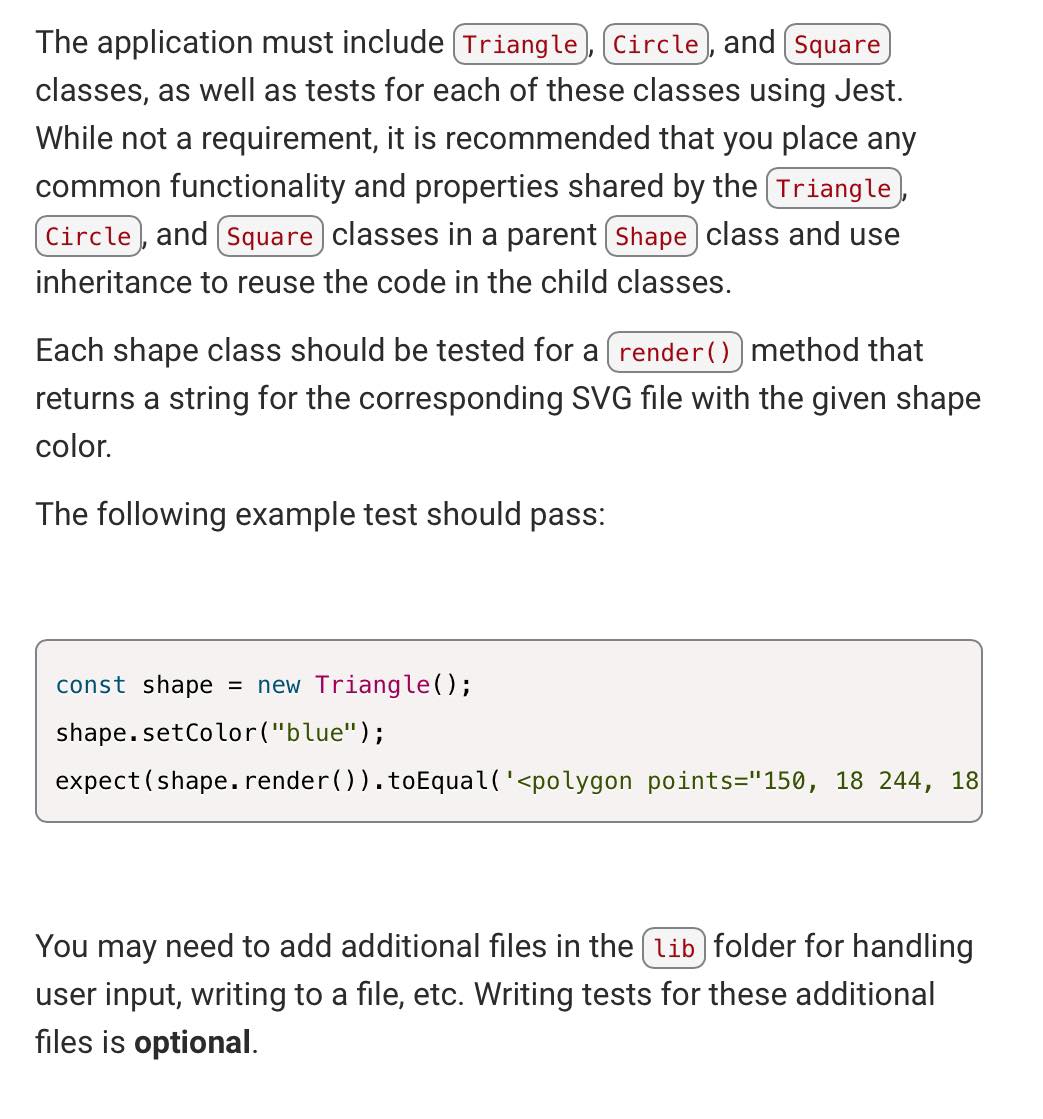 The application must include Triangle, Circle, and Square
classes, as well as tests for each of these classes using Jest.
While not a requirement, it is recommended that you place any
common functionality and properties shared by the Triangle,
Circle, and Square classes in a parent Shape class and use
inheritance to reuse the code in the child classes.
Each shape class should be tested for a render() method that
returns a string for the corresponding SVG file with the given shape
color.
The following example test should pass:
const shape = new Triangle();
shape.setColor("blue");
expect(shape.render()).toEqual('<polygon points="150, 18 244, 18
You may need to add additional files in the lib folder for handling
user input, writing to a file, etc. Writing tests for these additional
files is optional.